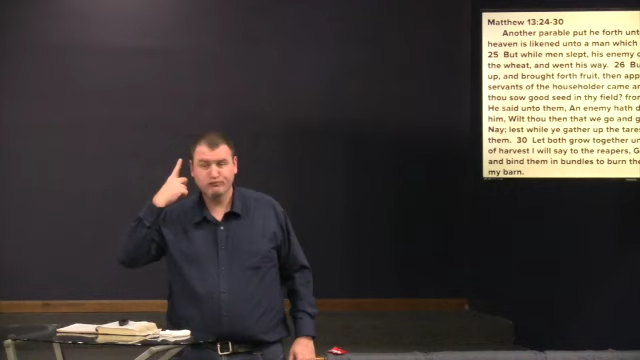 Matthew 13:24-30
Another parable put he forth unt
heaven is likened unto a man which
25 But while men slept, his enemy c
the wheat, and went his way. 26 Bu
up, and brought forth fruit, then app
servants of the householder came an
thou sow good seed in thy field? from
He said unto them, An enemy hath d
him, Wilt thou then that we go and g
Nay; lest while ye gather up the tares
them. 30 Let both grow together un
of harvest I will say to the reapers, G
and bind them in bundles to burn the
my barn.